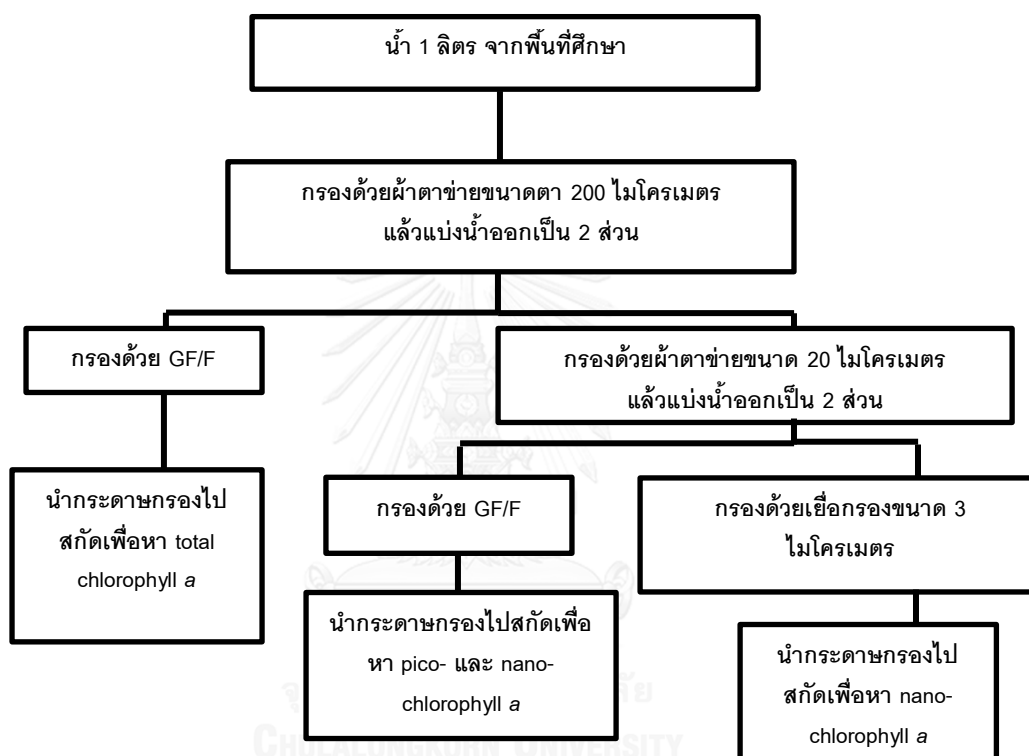 น้ำ 1 ลิตร จากพื้นที่ศึกษา
กรองด้วยผ้าตาข่ายขนาดตา 200 ไมโครเมตร
แล้วแบ่งน้ำออกเป็น 2 ส่วน
กรองด้วย GF/F
กรองด้วยผ้าตาข่ายขนาด 20 ไมโครเมตร
แล้วแบ่งน้ำออกเป็น 2 ส่วน
นำกระดาษกรองไป
สกัดเพื่อหา total
chlorophyll a
กรองด้วย GF/F
กรองด้วยเยื่อกรองขนาด 3
ไมโครเมตร
นำกระดาษกรองไปสกัดเพื่อ
หา pico- และ nano-
chlorophyll a
นำกระดาษกรองไป
สกัดเพื่อหา nano-
chlorophyll a
CHULALONGKORN UNIVERSITY